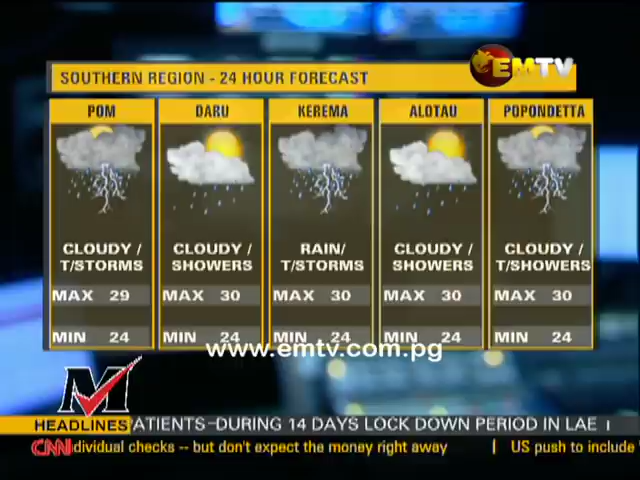 SOUTHERN REGION - 24 HOUR FORECAST
EMTV
POM
DARU
KEREMA
ALOTAU
POPONDETTA
CLOUDY /
T/STORMS
CLOUDY /
SHOWERS
RAIN/
T/STORMS
CLOUDY /
SHOWERS
CLOUDY /
T/SHOWERS
MAX 29
MAX 30
MAX 30
MAX 30
MAX 30
MIN 24
MIN 24
MIN 24
MIN 24
MIN 24
www.emtv.com.pg
M
HEADLINES
ATIENTS-DURING 14 DAYS LOCK DOWN PERIOD IN LAE
CNN dividual checks -- but don't expect the money right away | US push to include